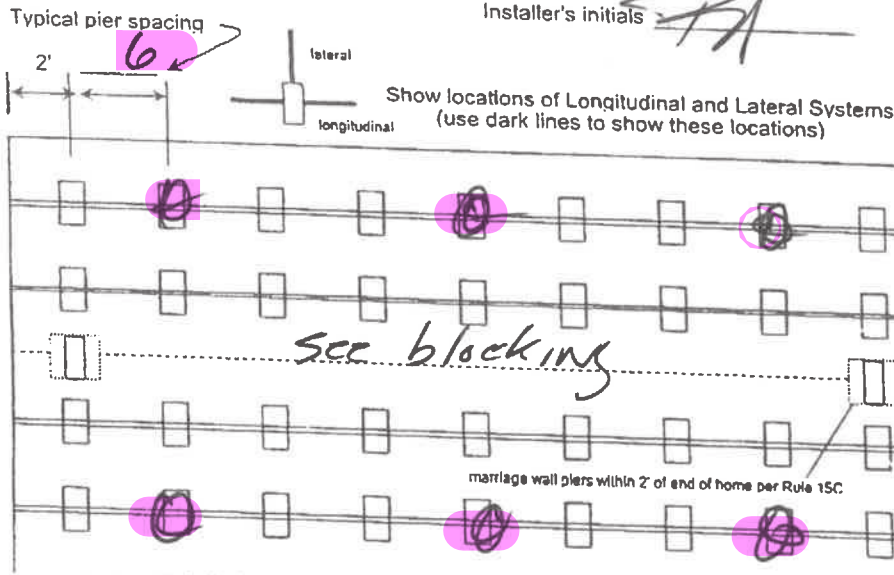 Typical pier spacing
Installer's initials
6
2'
lateral
longitudinal
Show locations of Longitudinal and Lateral Systems
(use dark lines to show these locations)
see blocking
marriage wall piers within 2' of end of home per Rule 15C